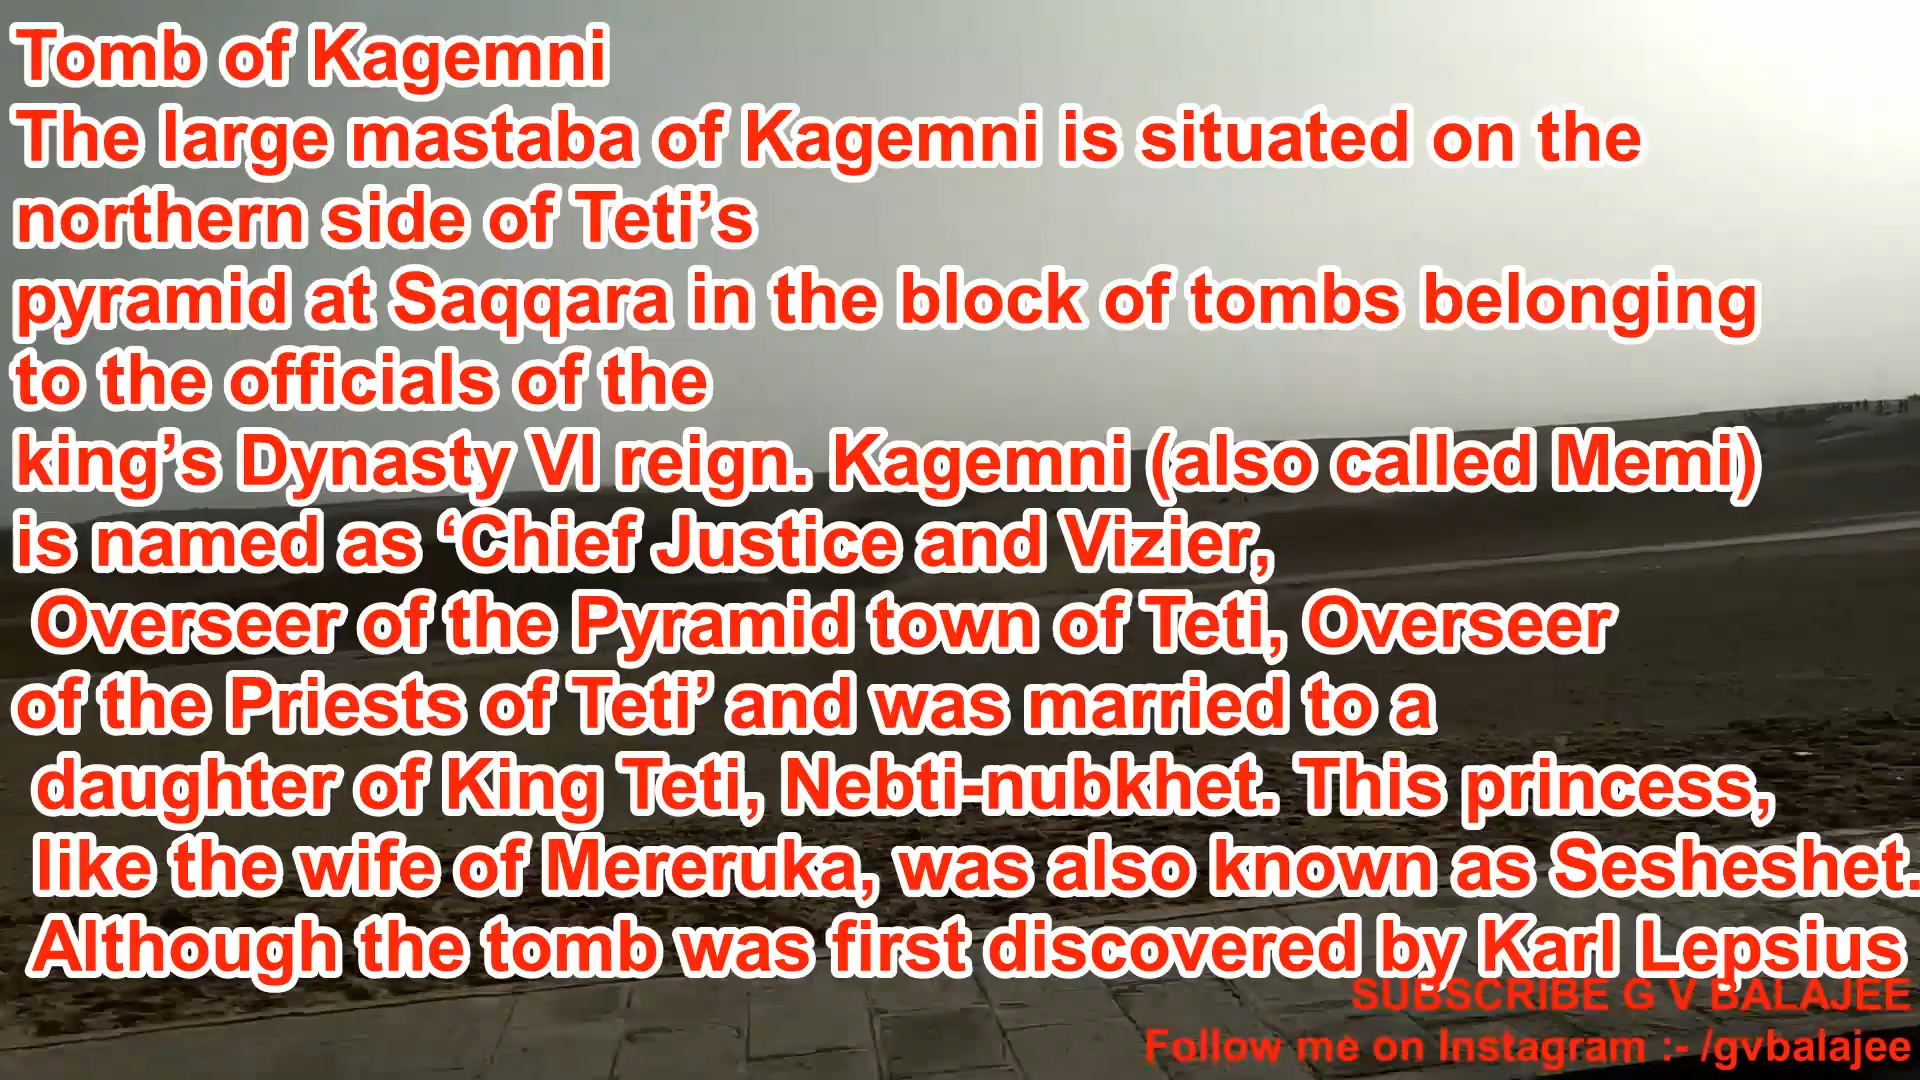 Tomb of Kagemni
The large mastaba of Kagemni is situated on the
northern side of Teti’s
pyramid at Saqqara in the block of tombs belonging
to the officials of the
king’s Dynasty VI reign. Kagemni (also called Memi)
is named as ‘Chief Justice and Vizier,
Overseer of the Pyramid town of Teti, Overseer
of the Priests of Teti’ and was married to a
daughter of King Teti, Nebti-nubkhet. This princess,
like the wife of Mereruka, was also known as Sesheshet.
Although the tomb was first discovered by Karl Lepsius
SUBSCRIBE G V BALAJEE
Follow me on Instagram :- /gvbalajee